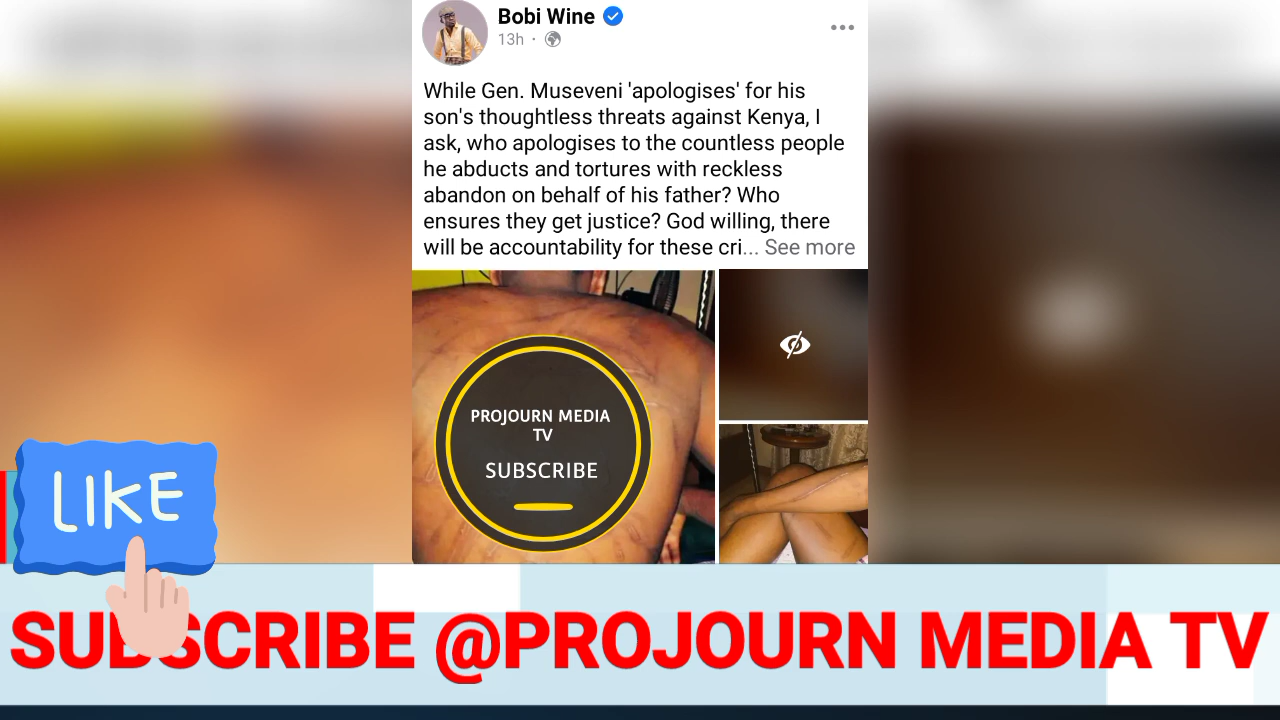 Bobi Wine
13h ·
While Gen. Museveni 'apologises' for his
son's thoughtless threats against Kenya, I
ask, who apologises to the countless people
he abducts and tortures with reckless
abandon on behalf of his father? Who
ensures they get justice? God willing, there
will be accountability for these cri... See more
PROJOURN MEDIA
TV
SUBSCRIBE
LIKE
SUBSCRIBE @PROJOURN MEDIA TV